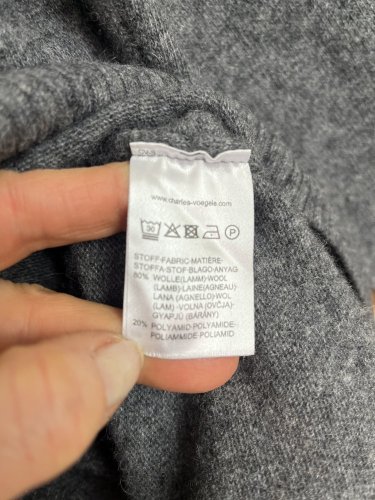 www.charles-voegele.com
30 P
STOFF-FABRIC-MATIÈRE-
STOFFA-STOF-BLAGO-ANYAG
80% WOLLE(LAMM)-WOOL
(LAMB)-LAINE(AGNEAU)
LANA (AGNELLO)-WOL
(LAM) -VOLNA (OVČJA)-
GYAPJÚ (BÁRÁNY)
20% POLYAMID-POLYAMIDE-
POLIAMMIDE-POLIAMID